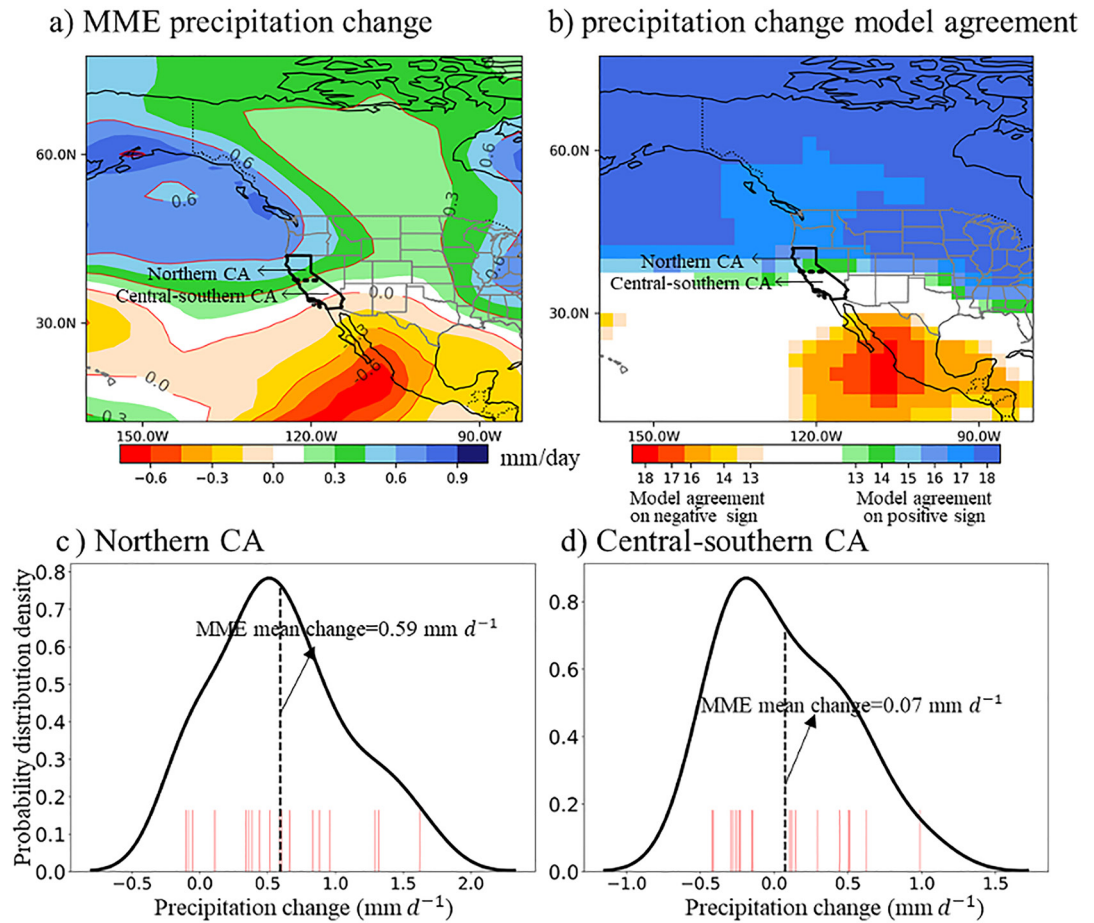 a) MME precipitation change
b) precipitation change model agreement
60.0N
30.0N
0.6
0.6
0.6
0.3
0.6
0.0
-0.6
0.0
0.3
Northern CA
Central-southern CA
150.0W 120.0W 90.0W
−0.6 −0.3 0.0 0.3 0.6 0.9
mm/day
60.0N
30.0N
Northern CA
Central-southern CA
150.0W 120.0W 90.0W
18 17 16 14 13 13 14 15 16 17 18
Model agreement
on negative sign
Model agreement
on positive sign
c) Northern CA
Probability distribution density
0.8
0.7
0.6
0.5
0.4
0.3
0.2
0.1
0.0
MME mean change=0.59 mm d⁻¹
−0.5 0.0 0.5 1.0 1.5 2.0
Precipitation change (mm d⁻¹)
d) Central-southern CA
0.8
0.6
0.4
0.2
0.0
MME mean change=0.07 mm d⁻¹
−1.0 −0.5 0.0 0.5 1.0 1.5
Precipitation change (mm d⁻¹)